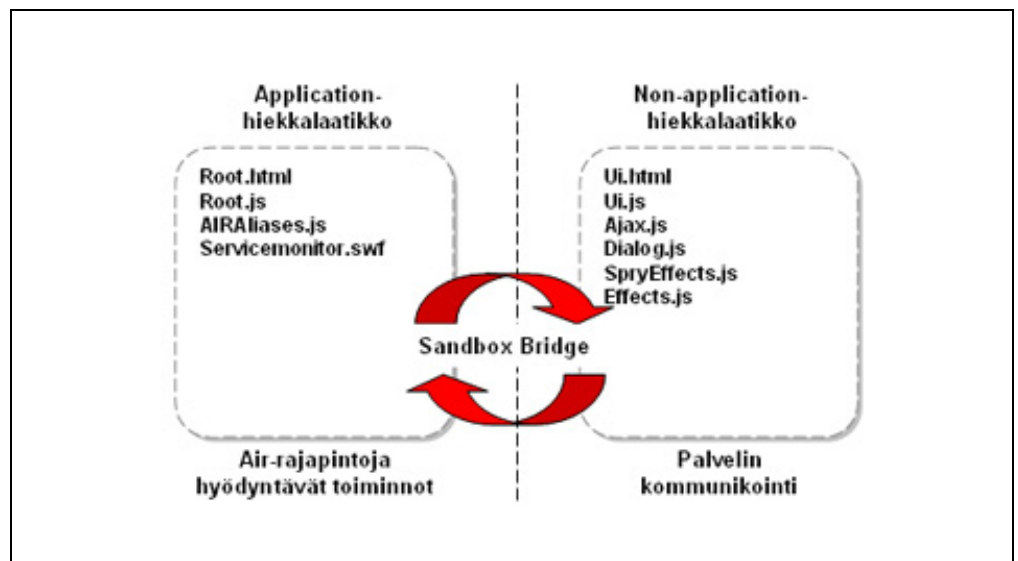 Application-
hiekkalaatikko
Root.html
Root.js
AIRAliases.js
Servicemonitor.swf
Air-rajapintoja
hyödyntävät toiminnot
Sandbox Bridge
Non-application-
hiekkalaatikko
Ui.html
Ui.js
Ajax.js
Dialog.js
SpryEffects.js
Effects.js
Palvelin
kommunikointi